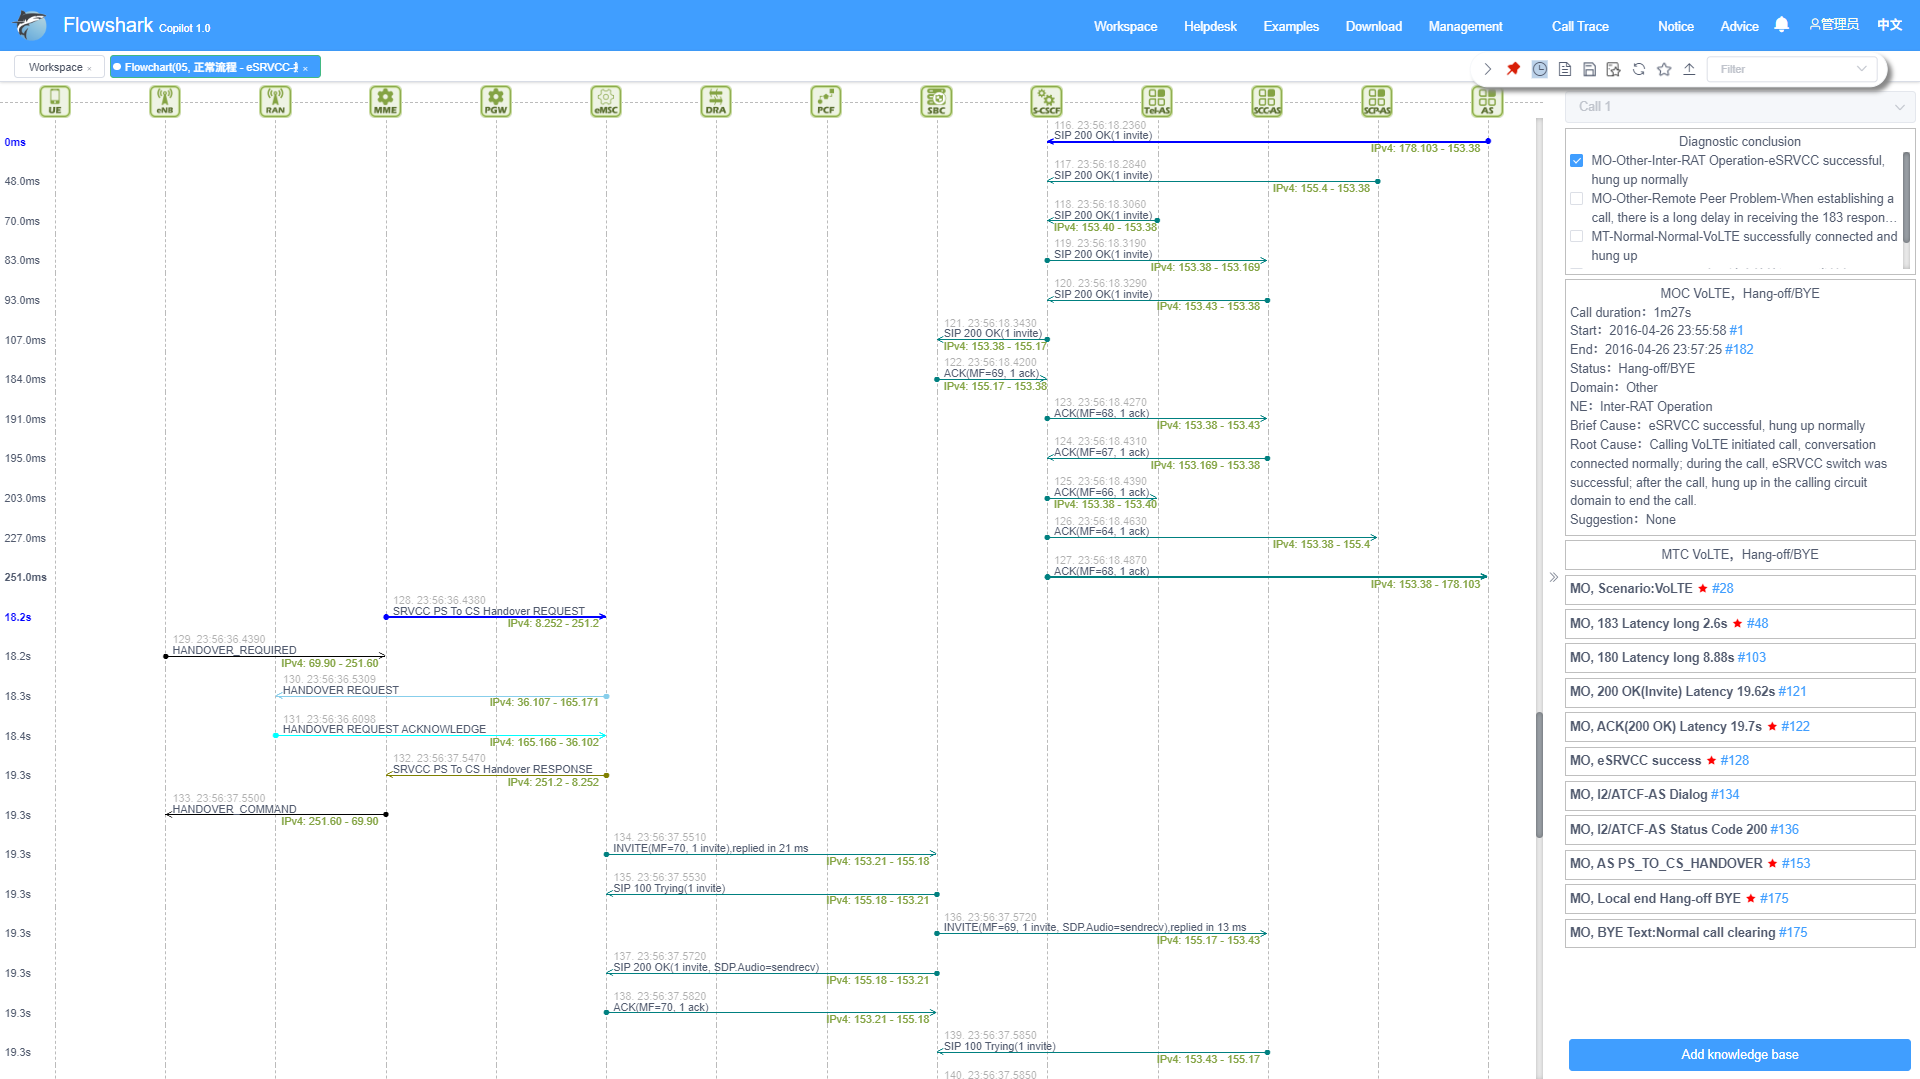 Flowshark Copilot 1.0
Workspace Helpdesk Examples Download Management Call Trace Notice Advice 管理员 中文
Workspace × Flowchart(05, 正常流程 - eSRVCC- ×
Filter
UE eNB RAN MME PGW eMSC DRA PCF SBC S-CSCF Tel-AS SCC-AS SCP-AS AS
Call 1
116. 23:56:18.2360
SIP 200 OK(1 invite)
0ms
IPv4: 178.103 - 153.38
117. 23:56:18.2840
SIP 200 OK(1 invite)
48.0ms
IPv4: 155.4 - 153.38
118. 23:56:18.3060
SIP 200 OK(1 invite)
70.0ms
IPv4: 153.40 - 153.38
119. 23:56:18.3190
SIP 200 OK(1 invite)
83.0ms
IPv4: 153.38 - 153.169
120. 23:56:18.3290
SIP 200 OK(1 invite)
93.0ms
IPv4: 153.43 - 153.38
121. 23:56:18.3430
SIP 200 OK(1 invite)
107.0ms
IPv4: 153.38 - 155.17
122. 23:56:18.4200
ACK(MF=69, 1 ack)
184.0ms
IPv4: 155.17 - 153.38
123. 23:56:18.4270
ACK(MF=68, 1 ack)
191.0ms
IPv4: 153.38 - 153.43
124. 23:56:18.4310
ACK(MF=67, 1 ack)
195.0ms
IPv4: 153.169 - 153.38
125. 23:56:18.4390
ACK(MF=66, 1 ack)
203.0ms
IPv4: 153.38 - 153.40
126. 23:56:18.4630
ACK(MF=64, 1 ack)
227.0ms
IPv4: 153.38 - 155.4
127. 23:56:18.4870
ACK(MF=68, 1 ack)
251.0ms
IPv4: 153.38 - 178.103
128. 23:56:36.4380
SRVCC PS To CS Handover REQUEST
18.2s
IPv4: 8.252 - 251.2
129. 23:56:36.4390
HANDOVER_REQUIRED
18.2s
IPv4: 69.90 - 251.60
130. 23:56:36.5309
HANDOVER REQUEST
18.3s
IPv4: 36.107 - 165.171
131. 23:56:36.6098
HANDOVER REQUEST ACKNOWLEDGE
18.4s
IPv4: 165.166 - 36.102
132. 23:56:37.5470
SRVCC PS To CS Handover RESPONSE
19.3s
IPv4: 251.2 - 8.252
133. 23:56:37.5500
HANDOVER_COMMAND
19.3s
IPv4: 251.60 - 69.90
134. 23:56:37.5510
INVITE(MF=70, 1 invite),replied in 21 ms
19.3s
IPv4: 153.21 - 155.18
135. 23:56:37.5530
SIP 100 Trying(1 invite)
19.3s
IPv4: 155.18 - 153.21
136. 23:56:37.5720
INVITE(MF=69, 1 invite, SDP.Audio=sendrecv),replied in 13 ms
19.3s
IPv4: 155.17 - 153.43
137. 23:56:37.5720
SIP 200 OK(1 invite, SDP.Audio=sendrecv)
19.3s
IPv4: 155.18 - 153.21
138. 23:56:37.5820
ACK(MF=70, 1 ack)
19.3s
IPv4: 153.21 - 155.18
139. 23:56:37.5850
SIP 100 Trying(1 invite)
19.3s
IPv4: 153.43 - 155.17
140. 23:56:37.5850
Diagnostic conclusion
MO-Other-Inter-RAT Operation-eSRVCC successful,
hung up normally
MO-Other-Remote Peer Problem-When establishing a
call, there is a long delay in receiving the 183 respon...
MT-Normal-Normal-VoLTE successfully connected and
hung up
MOC VoLTE，Hang-off/BYE
Call duration：1m27s
Start：2016-04-26 23:55:58 #1
End：2016-04-26 23:57:25 #182
Status：Hang-off/BYE
Domain：Other
NE：Inter-RAT Operation
Brief Cause：eSRVCC successful, hung up normally
Root Cause：Calling VoLTE initiated call, conversation
connected normally; during the call, eSRVCC switch was
successful; after the call, hung up in the calling circuit
domain to end the call.
Suggestion：None
MTC VoLTE，Hang-off/BYE
MO, Scenario:VoLTE ★ #28
MO, 183 Latency long 2.6s ★ #48
MO, 180 Latency long 8.88s #103
MO, 200 OK(Invite) Latency 19.62s #121
MO, ACK(200 OK) Latency 19.7s ★ #122
MO, eSRVCC success ★ #128
MO, I2/ATCF-AS Dialog #134
MO, I2/ATCF-AS Status Code 200 #136
MO, AS PS_TO_CS_HANDOVER ★ #153
MO, Local end Hang-off BYE ★ #175
MO, BYE Text:Normal call clearing #175
Add knowledge base